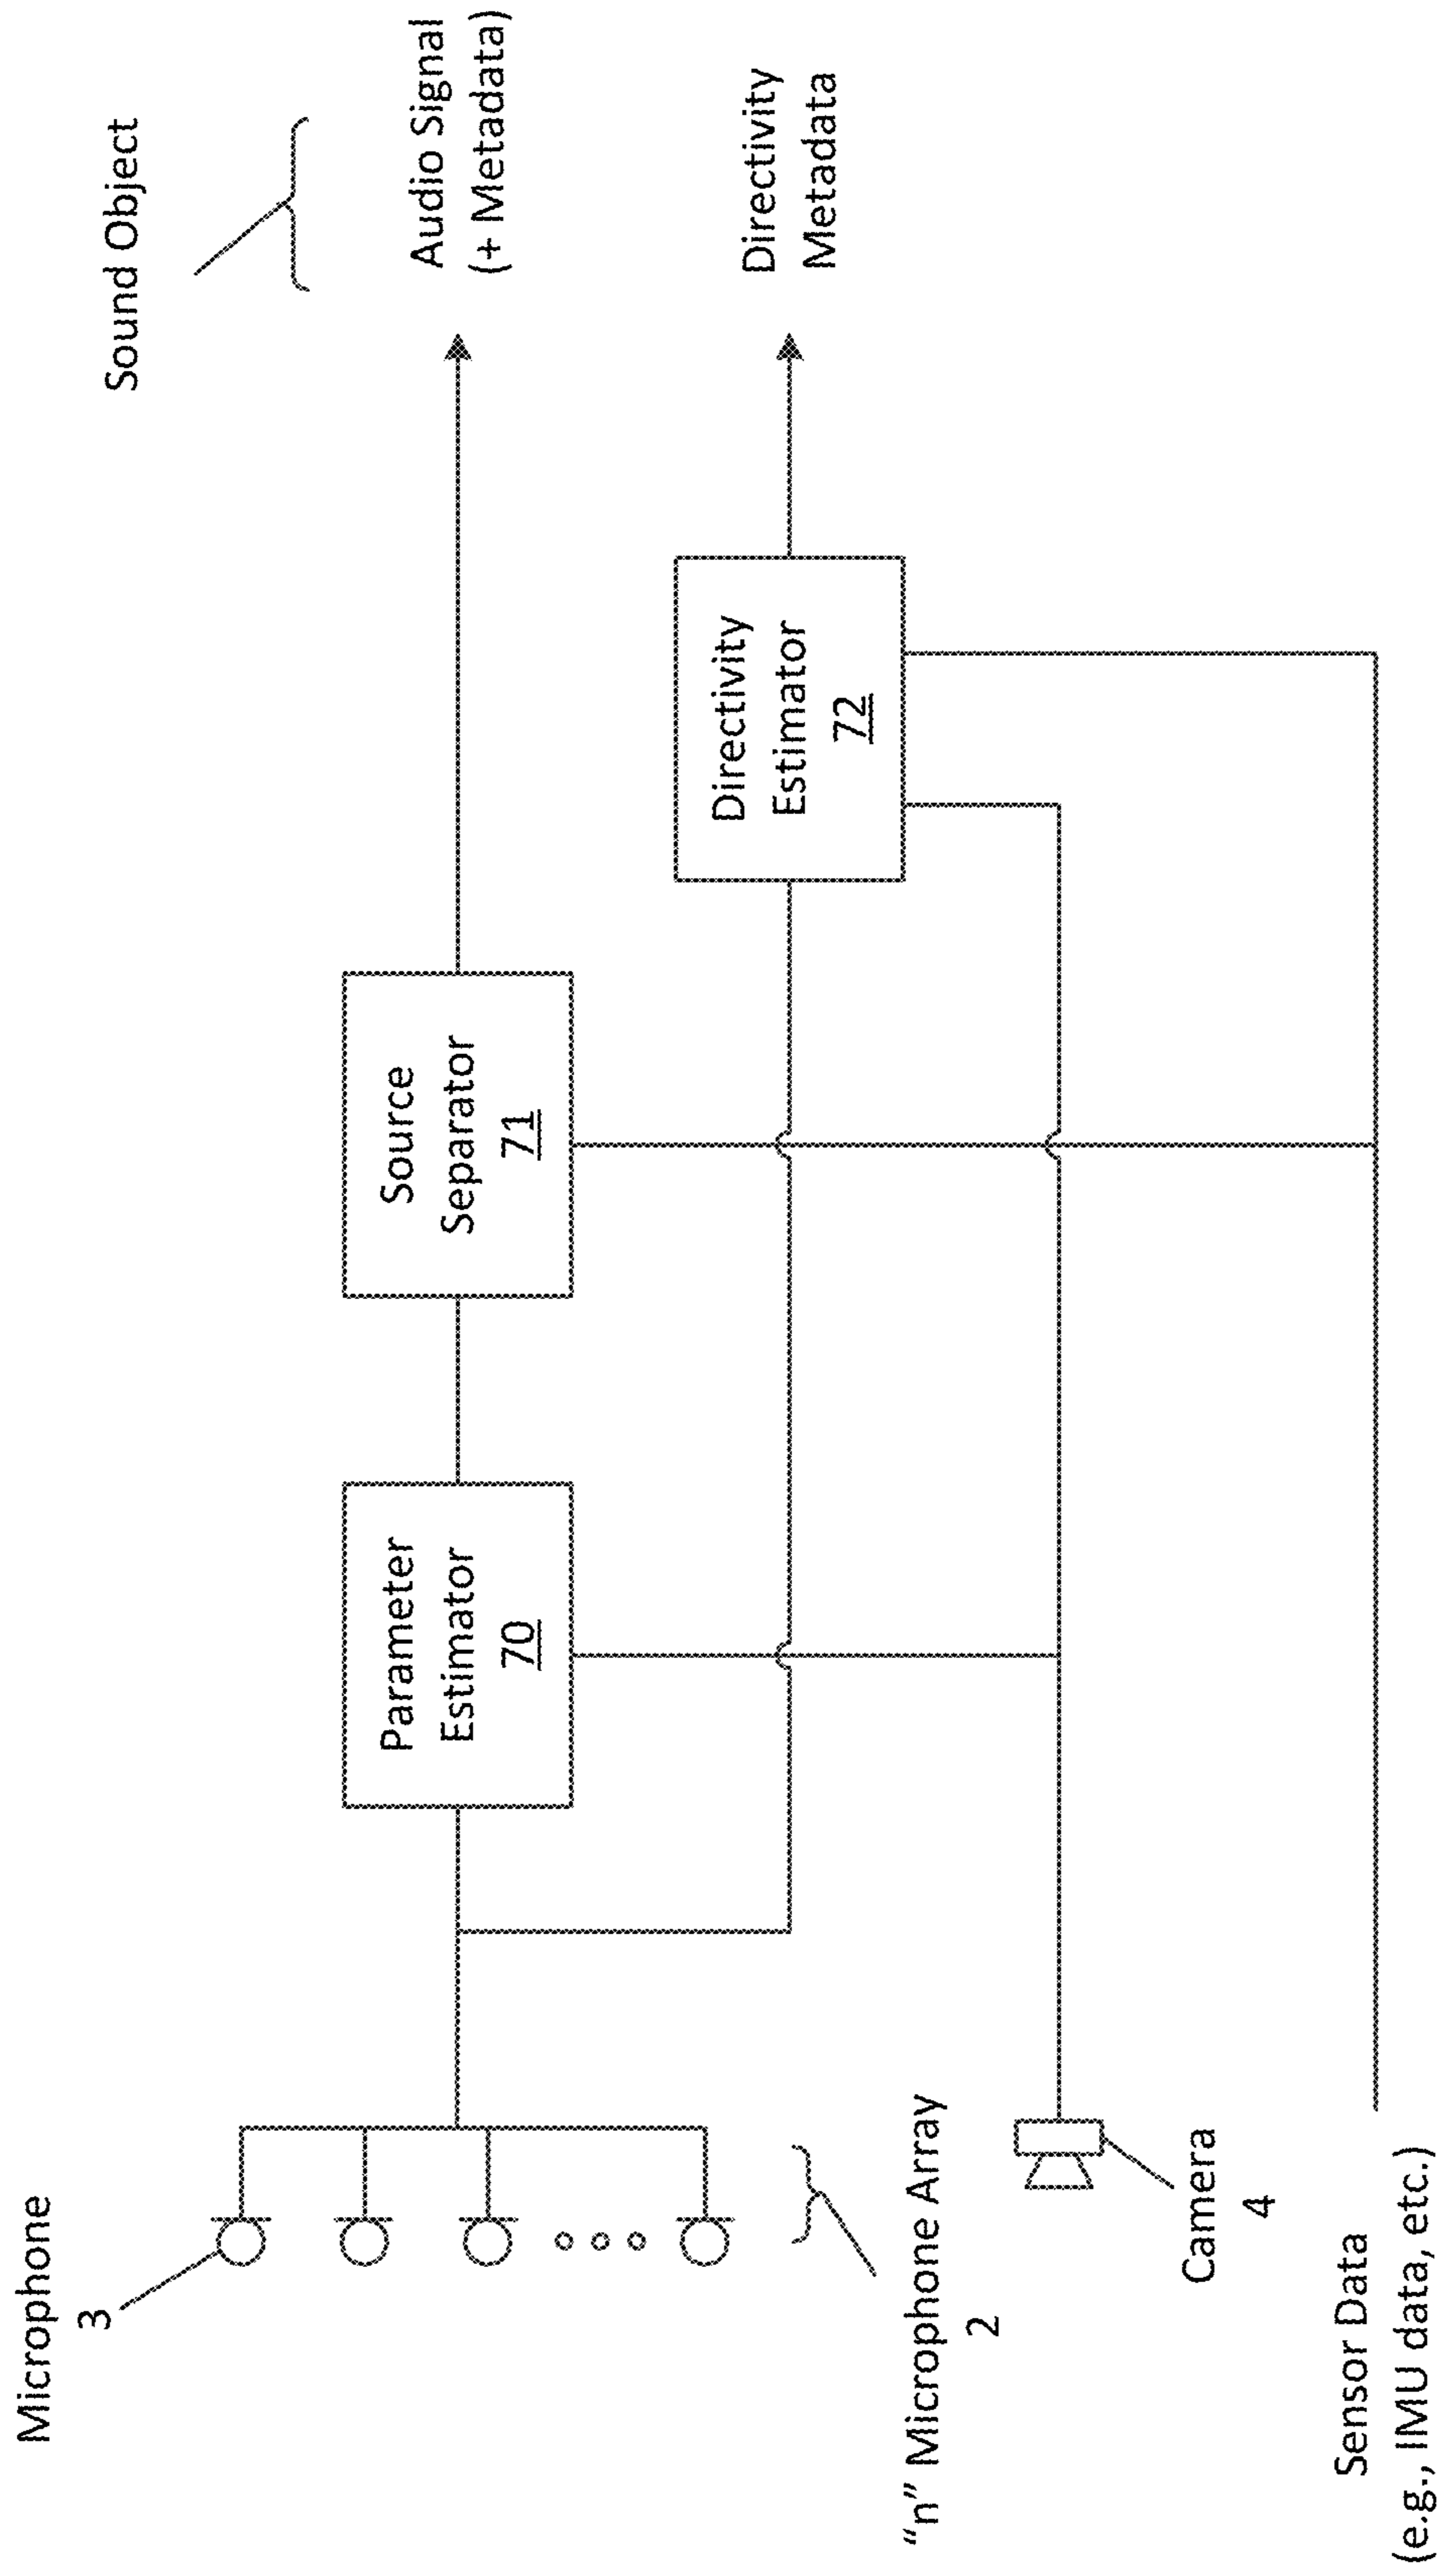 Microphone
3
"n" Microphone Array
2
Camera
4
Sensor Data
(e.g., IMU data, etc.)
Parameter
Estimator
70
Source
Separator
71
Directivity
Estimator
72
Sound Object
Audio Signal
(+ Metadata)
Directivity
Metadata